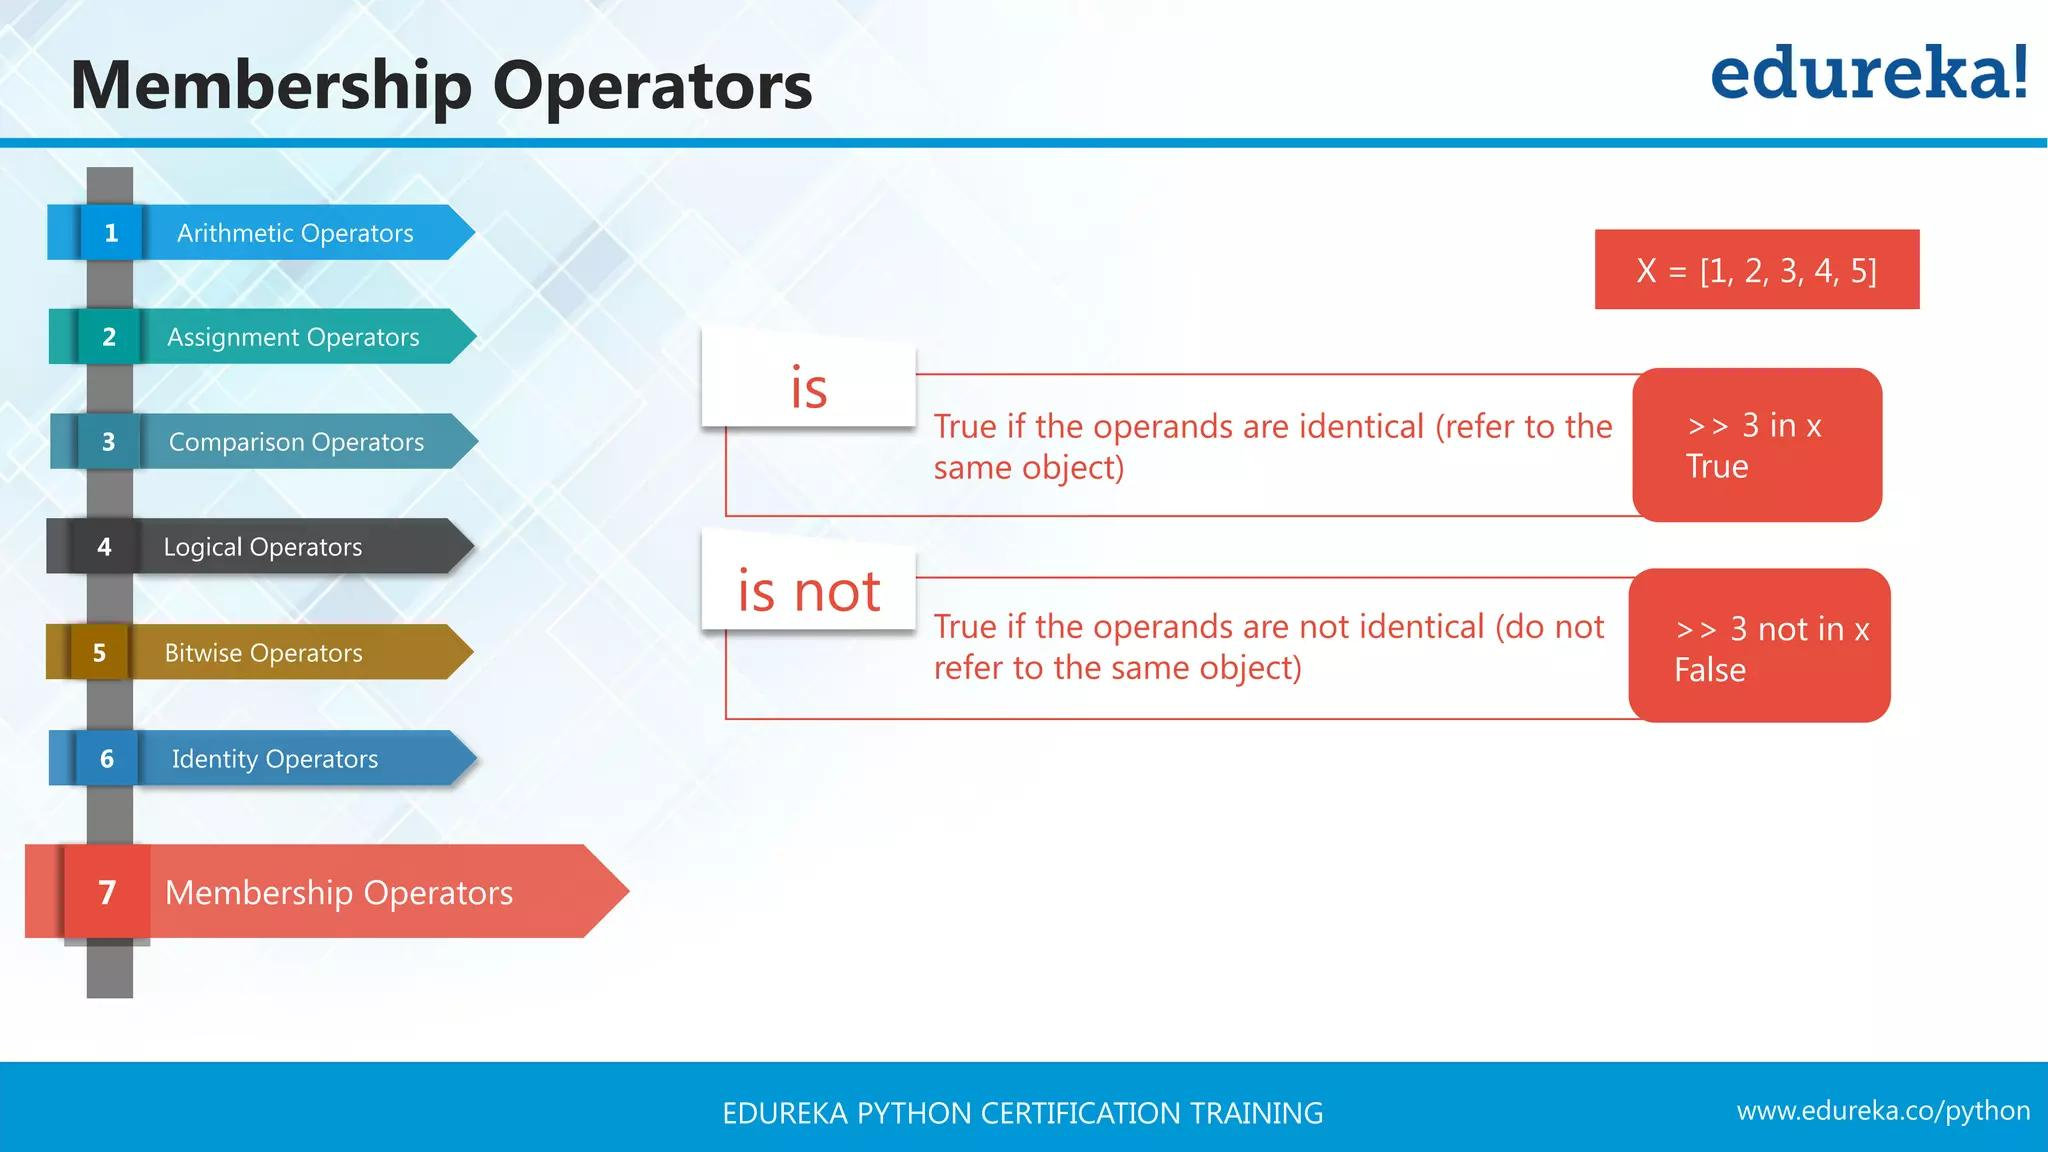 Membership Operators
edureka!
1 Arithmetic Operators
2 Assignment Operators
3 Comparison Operators
4 Logical Operators
5 Bitwise Operators
6 Identity Operators
7 Membership Operators
X = [1, 2, 3, 4, 5]
is
True if the operands are identical (refer to the
same object)
>> 3 in x
True
is not
True if the operands are not identical (do not
refer to the same object)
>> 3 not in x
False
EDUREKA PYTHON CERTIFICATION TRAINING
www.edureka.co/python